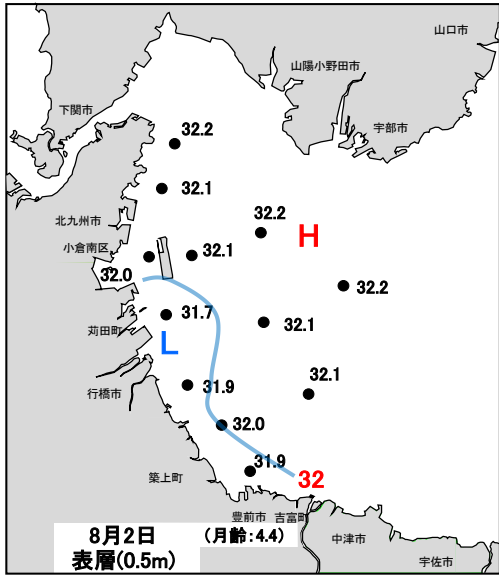 山口市
山陽小野田市
宇部市
下関市
32.2
32.1
北九州市
32.2
H
小倉南区
32.1
32.0
32.2
31.7
32.1
苅田町
L
行橋市
31.9
32.1
32.0
31.9
築上町
32
豊前市
吉富町
中津市
宇佐市
8月2日
(月齢:4.4)
表層(0.5m)